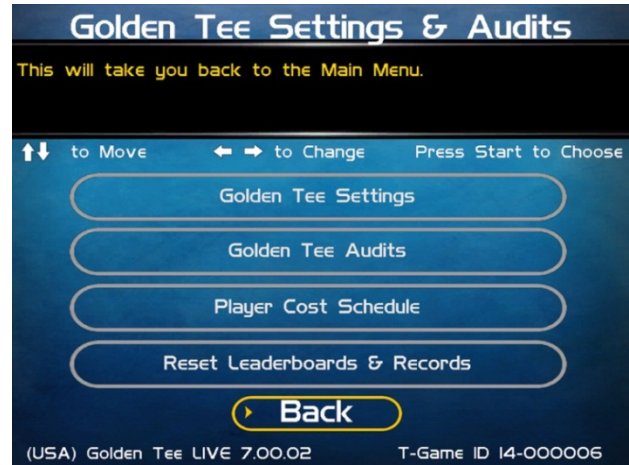 Golden Tee Settings & Audits
This will take you back to the Main Menu.
to Move to Change Press Start to Choose
Golden Tee Settings
Golden Tee Audits
Player Cost Schedule
Reset Leaderboards & Records
Back
(USA) Golden Tee LIVE 7.00.02 T-Game ID 14-000006